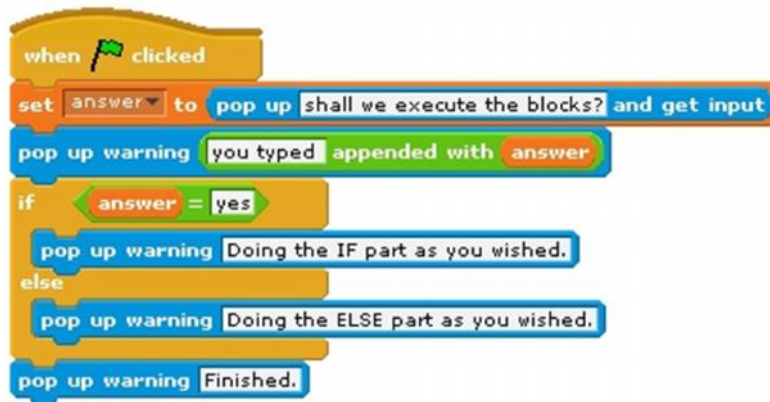 when clicked
set answer to pop up shall we execute the blocks? and get input
pop up warning you typed appended with answer
if answer = yes
pop up warning Doing the IF part as you wished.
else
pop up warning Doing the ELSE part as you wished.
pop up warning Finished.